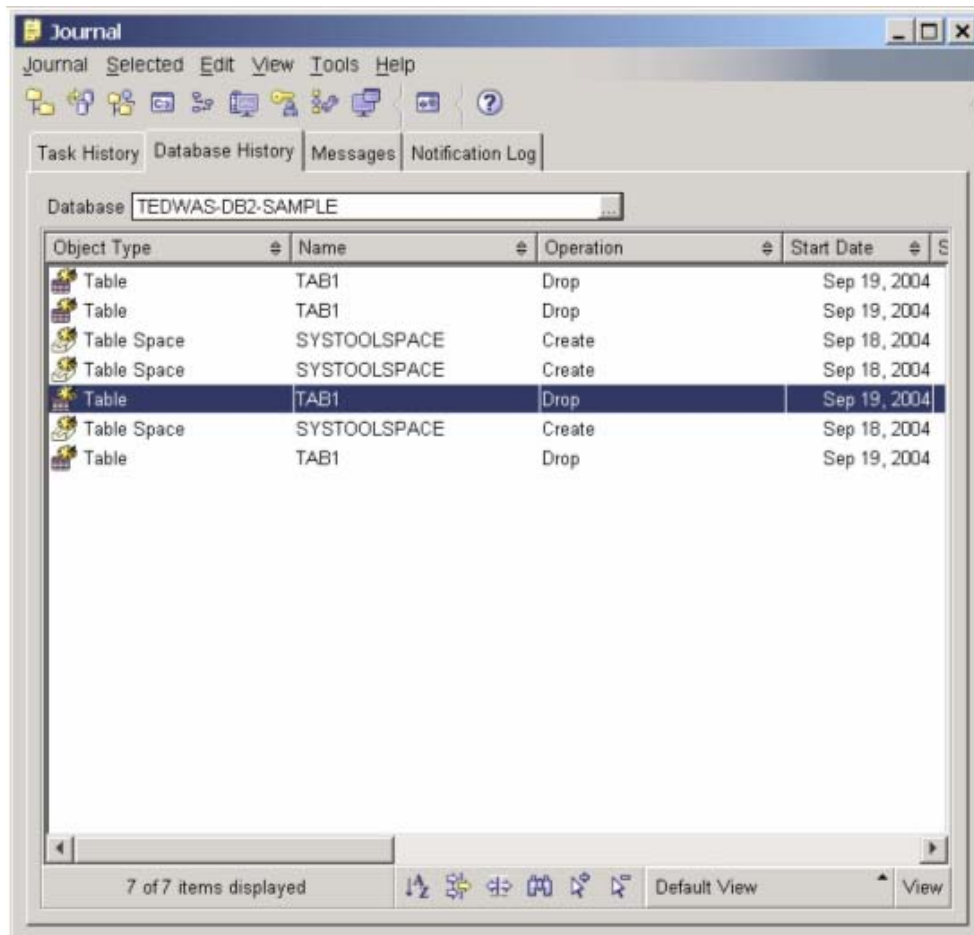 Journal
Journal Selected Edit View Tools Help
Task History Database History Messages Notification Log
Database TEDWAS-DB2-SAMPLE ...
Object Type Name Operation Start Date S
Table TAB1 Drop Sep 19, 2004
Table TAB1 Drop Sep 19, 2004
Table Space SYSTOOLSPACE Create Sep 18, 2004
Table Space SYSTOOLSPACE Create Sep 18, 2004
Table TAB1 Drop Sep 19, 2004
Table Space SYSTOOLSPACE Create Sep 18, 2004
Table TAB1 Drop Sep 19, 2004
7 of 7 items displayed Default View View